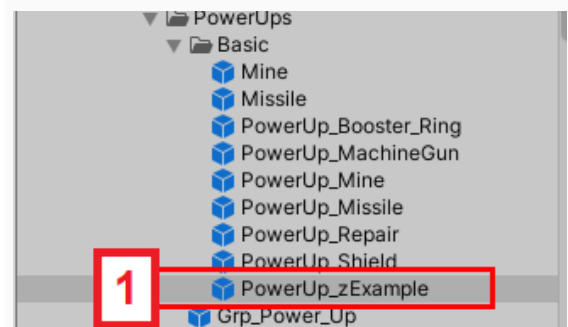 PowerUps
Basic
Mine
Missile
PowerUp_Booster_Ring
PowerUp_MachineGun
PowerUp_Mine
PowerUp_Missile
PowerUp_Repair
PowerUp_Shield
1 PowerUp_zExample
Grp_Power_Up